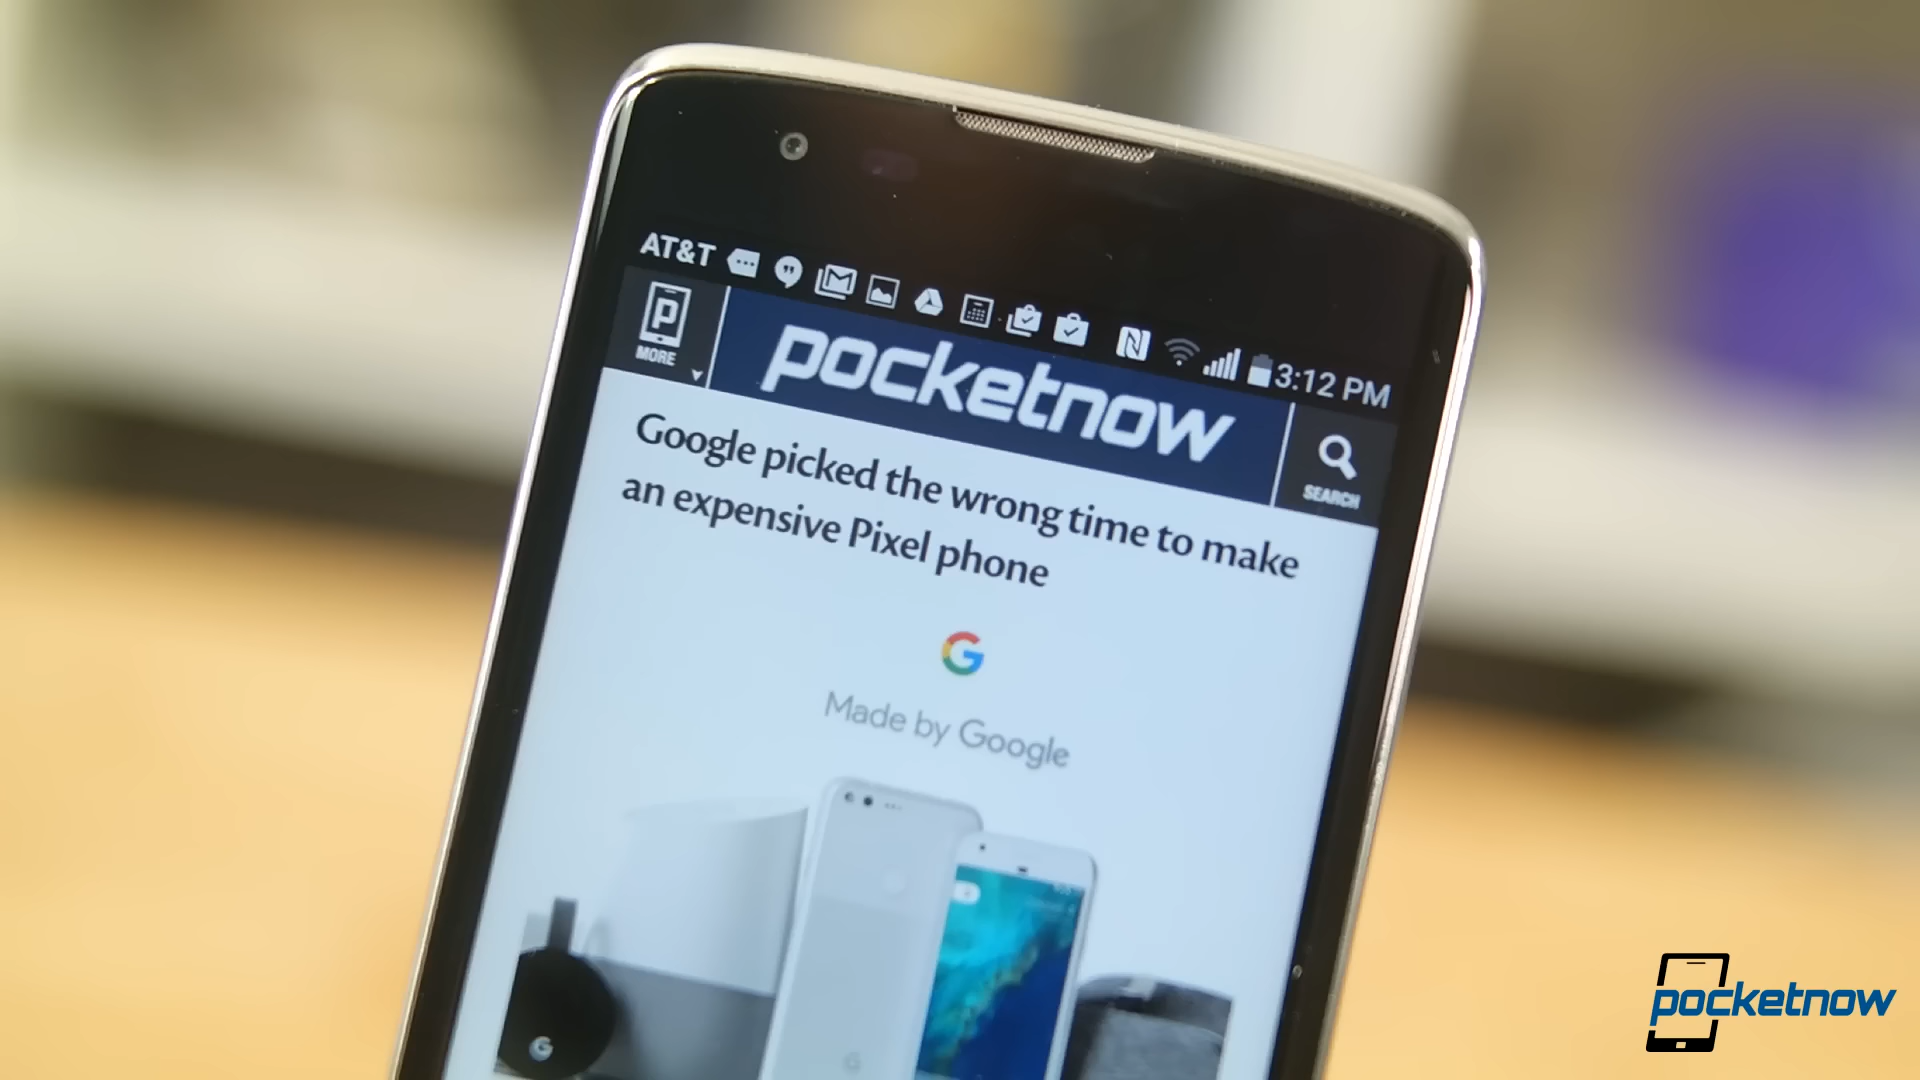 AT&T
3:12 PM
P
MORE
pocketnow
SEARCH
Google picked the wrong time to make
an expensive Pixel phone
G
Made by Google
G
pocketnow